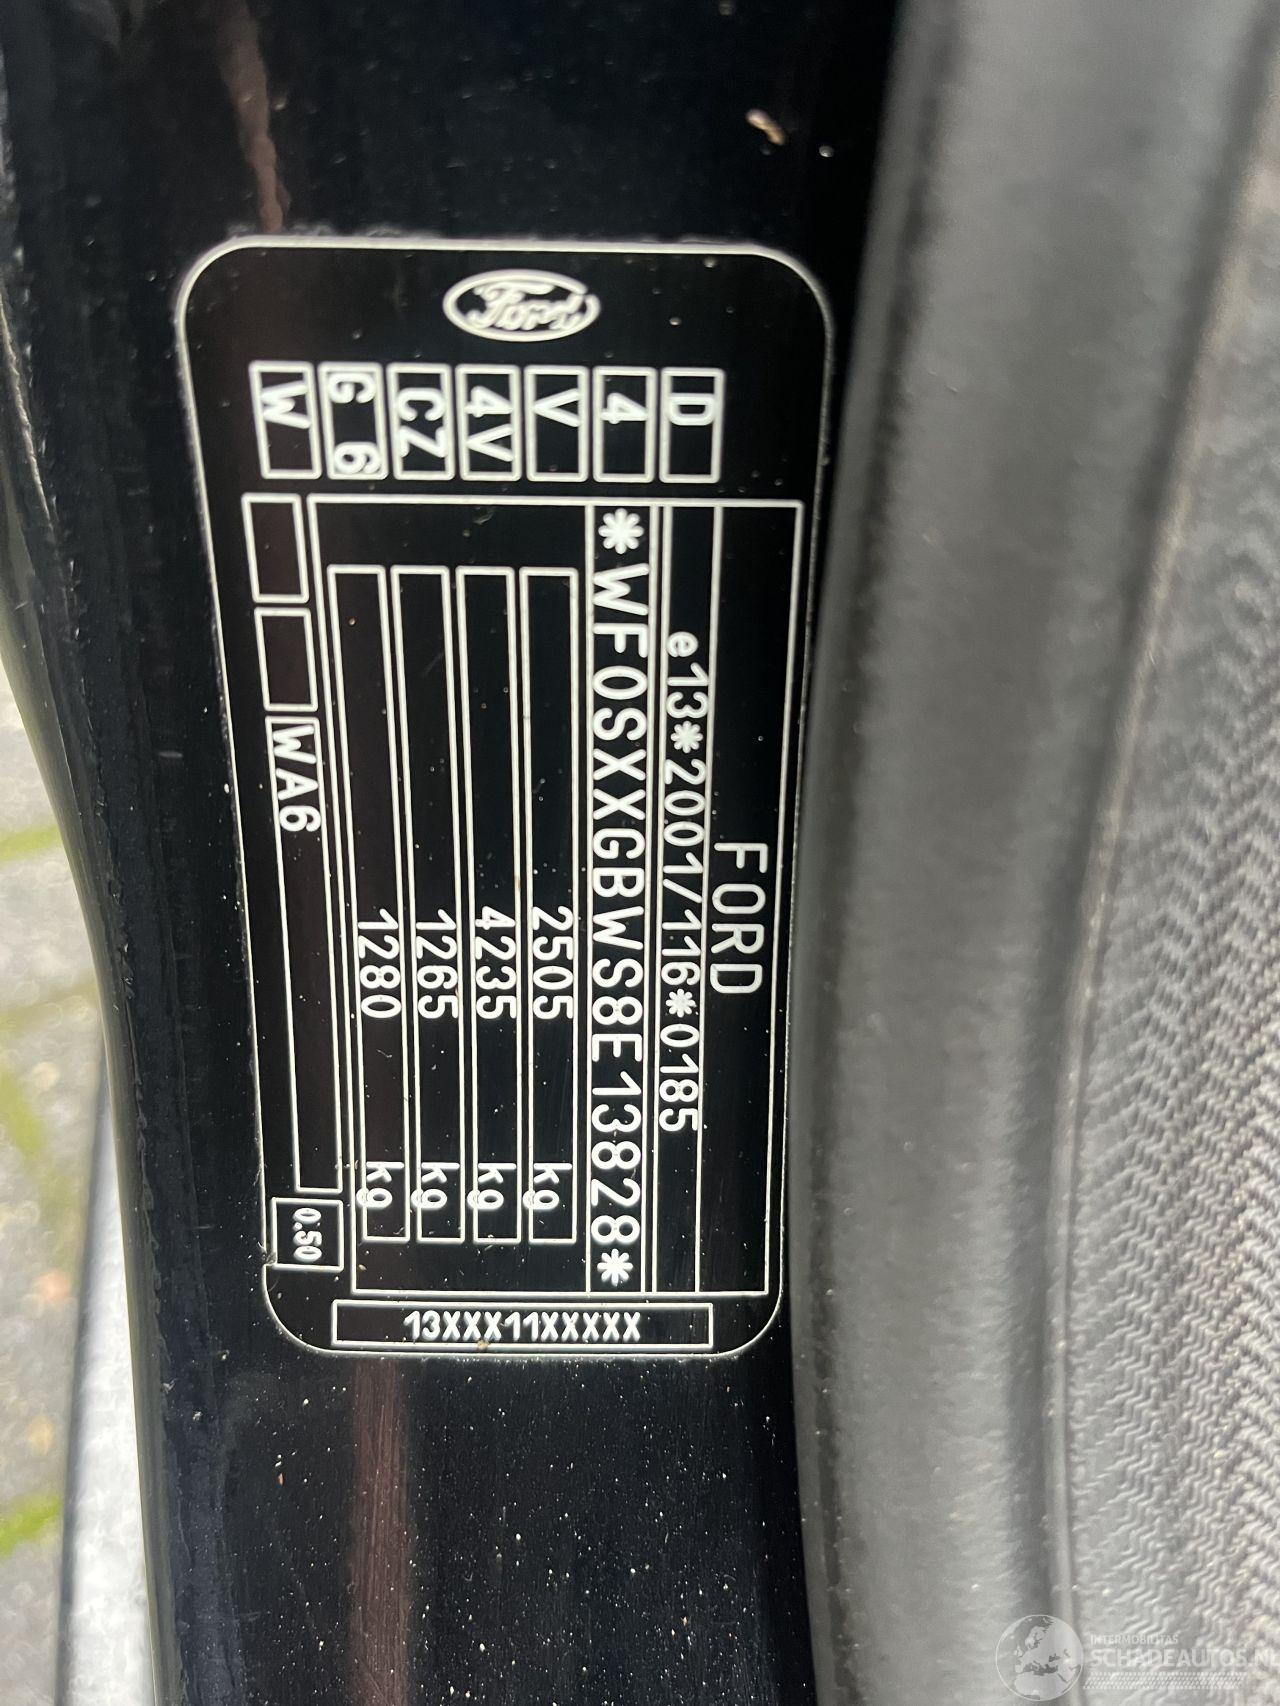 Ford
FORD
e13*2001/116*0185
*WF0SXXGBWS8E13828*
2505 kg
4235 kg
1265 kg
1280 kg
D
4
V
4V
CZ
G 6
W
WA6
0.50
13XXX11XXXXX
INTERMOBILITAS
SCHADEAUTOS.NL